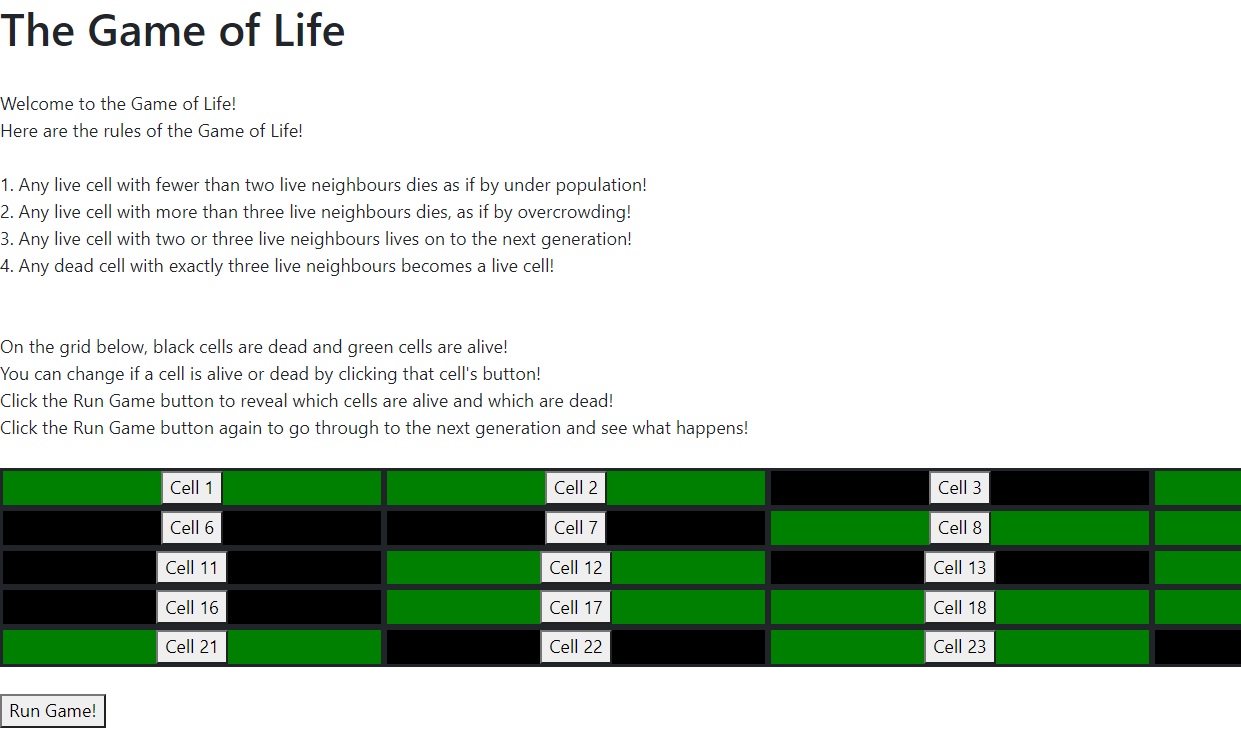 The Game of Life
Welcome to the Game of Life!
Here are the rules of the Game of Life!
1. Any live cell with fewer than two live neighbours dies as if by under population!
2. Any live cell with more than three live neighbours dies, as if by overcrowding!
3. Any live cell with two or three live neighbours lives on to the next generation!
4. Any dead cell with exactly three live neighbours becomes a live cell!
On the grid below, black cells are dead and green cells are alive!
You can change if a cell is alive or dead by clicking that cell's button!
Click the Run Game button to reveal which cells are alive and which are dead!
Click the Run Game button again to go through to the next generation and see what happens!
Cell 1 Cell 2 Cell 3
Cell 6 Cell 7 Cell 8
Cell 11 Cell 12 Cell 13
Cell 16 Cell 17 Cell 18
Cell 21 Cell 22 Cell 23
Run Game!